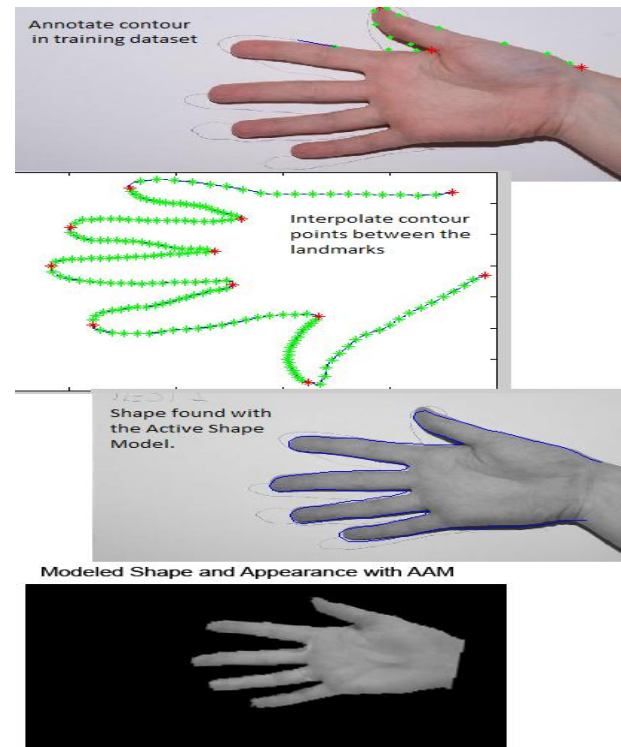 Annotate contour
in training dataset
Interpolate contour
points between the
landmarks
Shape found with
the Active Shape
Model.
Modeled Shape and Appearance with AAM